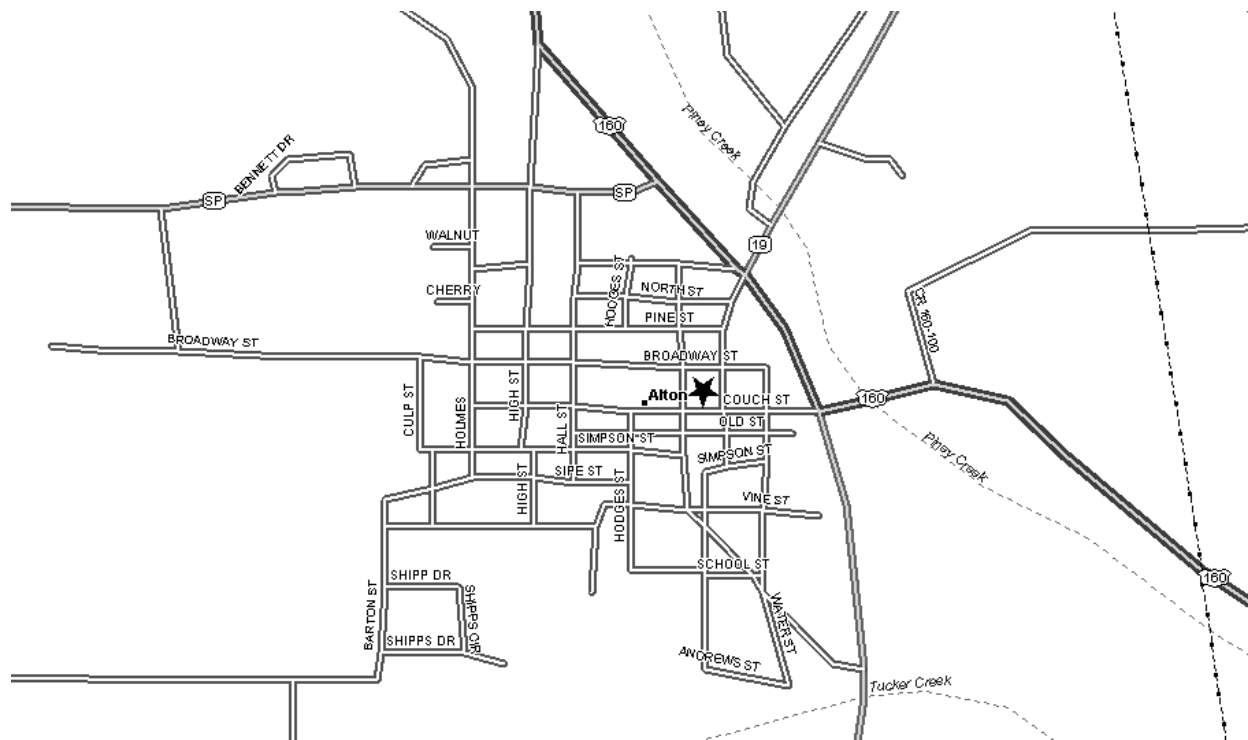 Piney Creek
160
BENNETT DR
SP
SP
WALNUT
19
HODGES ST
CHERRY
NORTH ST
CR 160-100
PINE ST
BROADWAY ST
BROADWAY ST
Alton
COUCH ST
160
CULP ST
HOLMES
HIGH ST
HALL ST
OLD ST
SIMPSON ST
SIMPSON ST
Piney Creek
SIPE ST
HIGH ST
HODGES ST
VINE ST
SCHOOL ST
160
SHIPP DR
BARTON ST
SHIPPS CIR
WATER ST
SHIPPS DR
ANDREWS ST
Tucker Creek